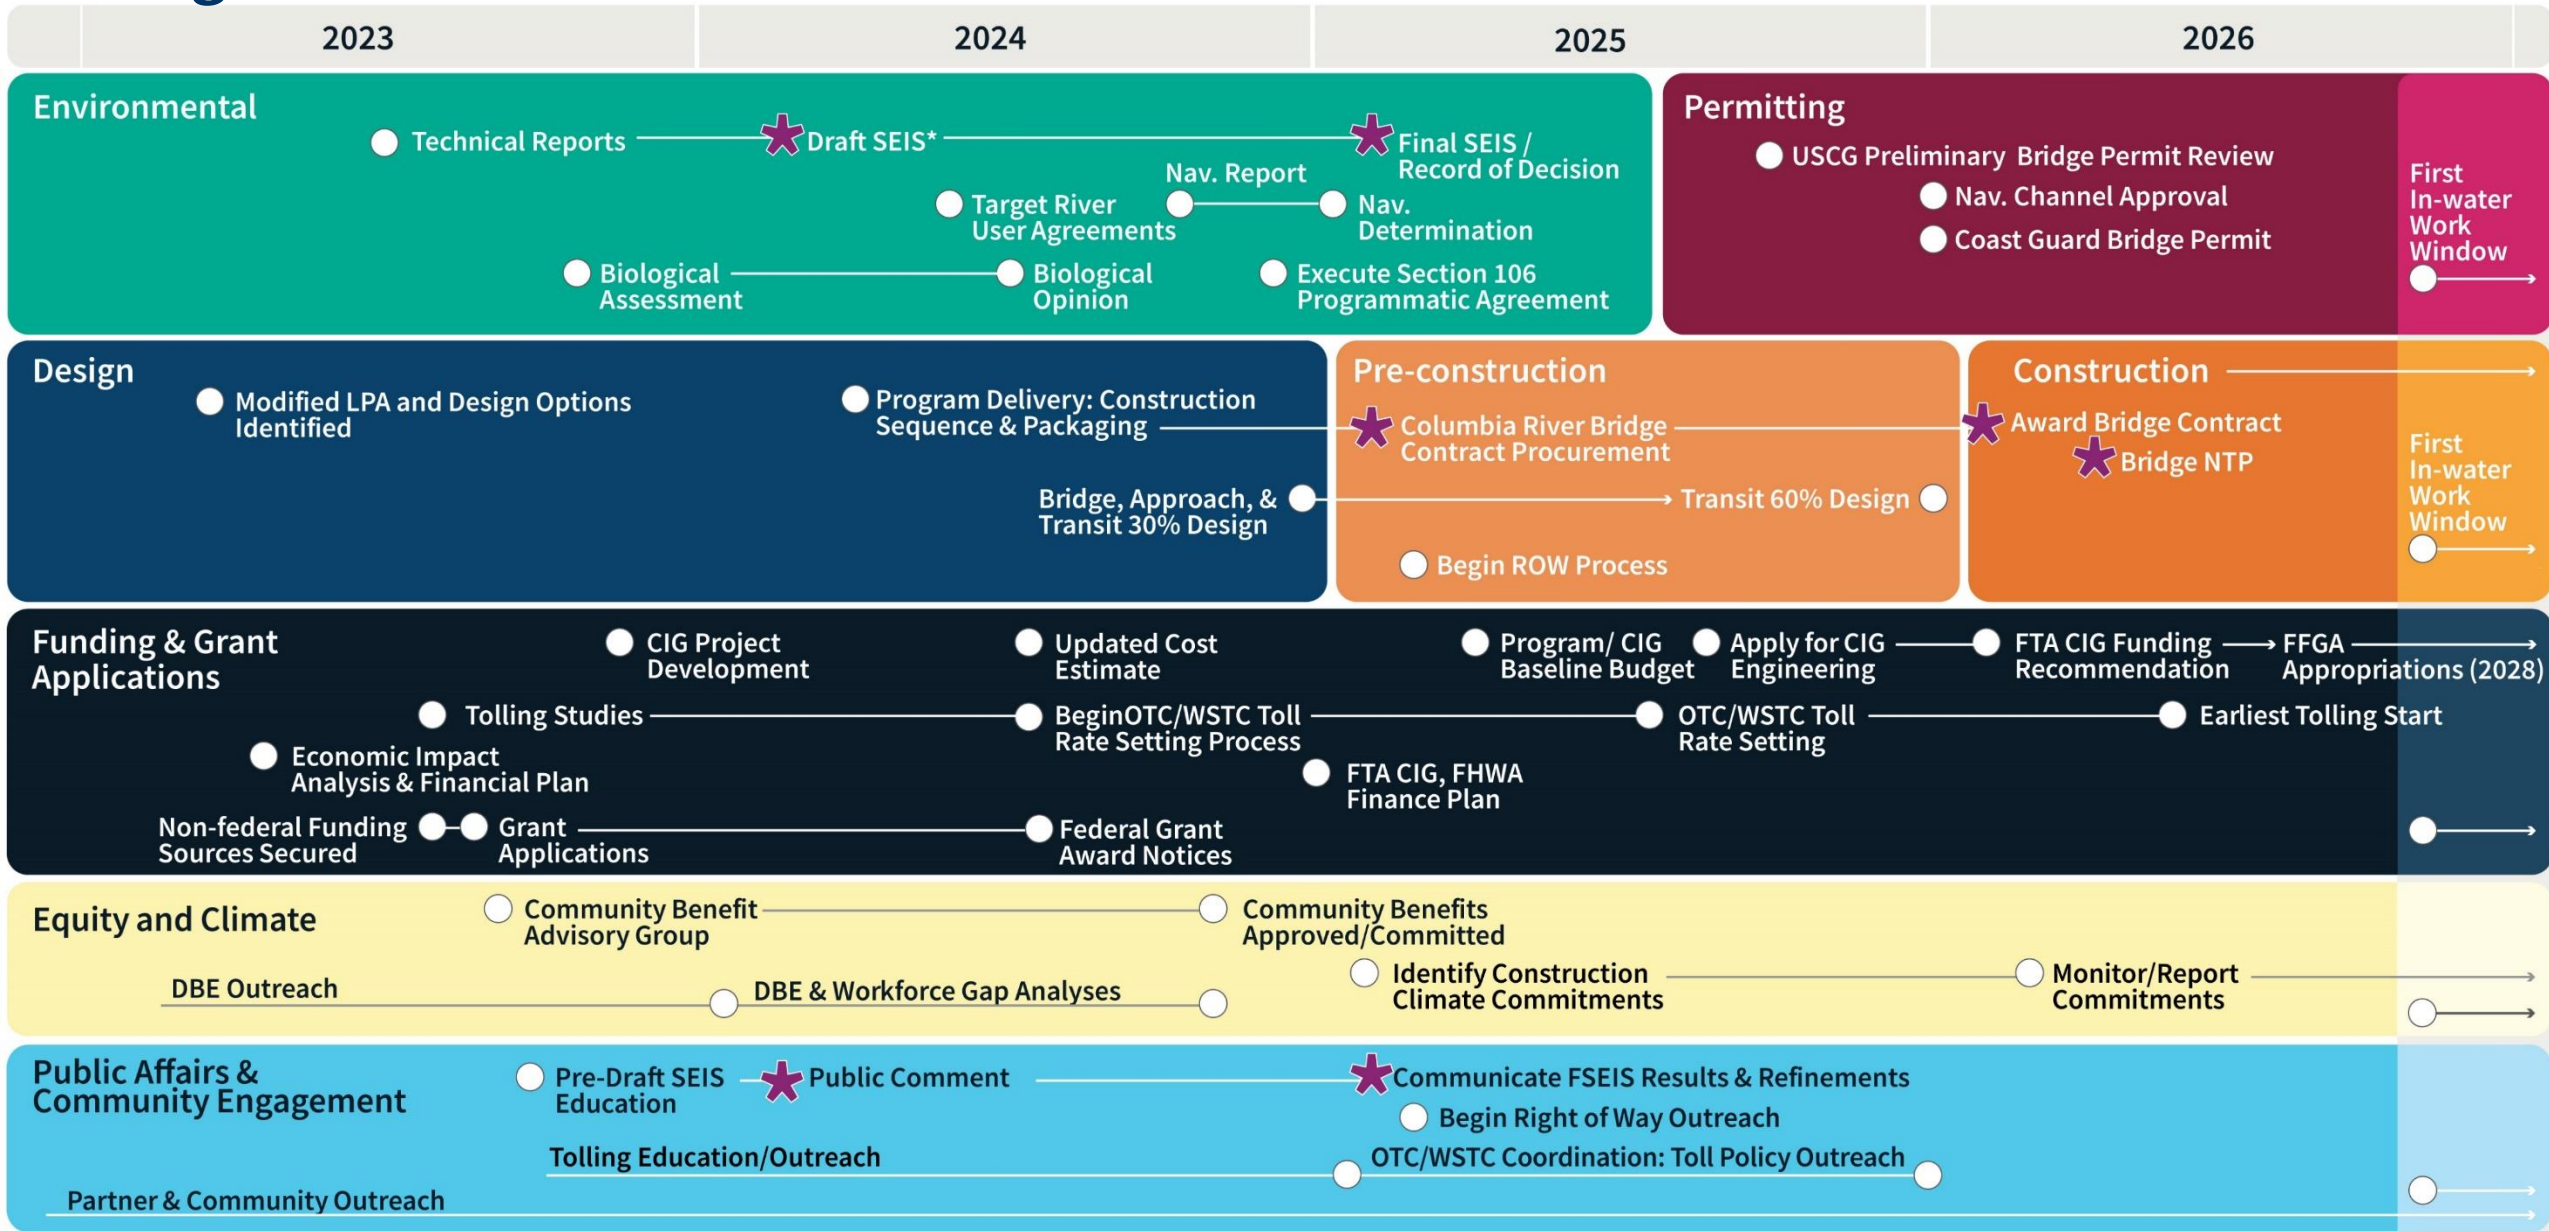 2023
2024
2025
2026
Environmental
Technical Reports
Draft SEIS*
Final SEIS /
Record of Decision
Nav. Report
Target River
User Agreements
Nav.
Determination
Biological
Assessment
Biological
Opinion
Execute Section 106
Programmatic Agreement
Permitting
USCG Preliminary Bridge Permit Review
Nav. Channel Approval
Coast Guard Bridge Permit
First
In-water
Work
Window
Design
Modified LPA and Design Options
Identified
Program Delivery: Construction
Sequence & Packaging
Bridge, Approach, &
Transit 30% Design
Pre-construction
Columbia River Bridge
Contract Procurement
Transit 60% Design
Begin ROW Process
Construction
Award Bridge Contract
Bridge NTP
First
In-water
Work
Window
Funding & Grant
Applications
CIG Project
Development
Updated Cost
Estimate
Program/ CIG
Baseline Budget
Apply for CIG
Engineering
FTA CIG Funding
Recommendation
FFGA
Appropriations (2028)
Tolling Studies
BeginOTC/WSTC Toll
Rate Setting Process
OTC/WSTC Toll
Rate Setting
Earliest Tolling Start
Economic Impact
Analysis & Financial Plan
FTA CIG, FHWA
Finance Plan
Non-federal Funding
Sources Secured
Grant
Applications
Federal Grant
Award Notices
Equity and Climate
Community Benefit
Advisory Group
Community Benefits
Approved/Committed
DBE Outreach
DBE & Workforce Gap Analyses
Identify Construction
Climate Commitments
Monitor/Report
Commitments
Public Affairs &
Community Engagement
Pre-Draft SEIS
Education
Public Comment
Communicate FSEIS Results & Refinements
Begin Right of Way Outreach
Tolling Education/Outreach
OTC/WSTC Coordination: Toll Policy Outreach
Partner & Community Outreach